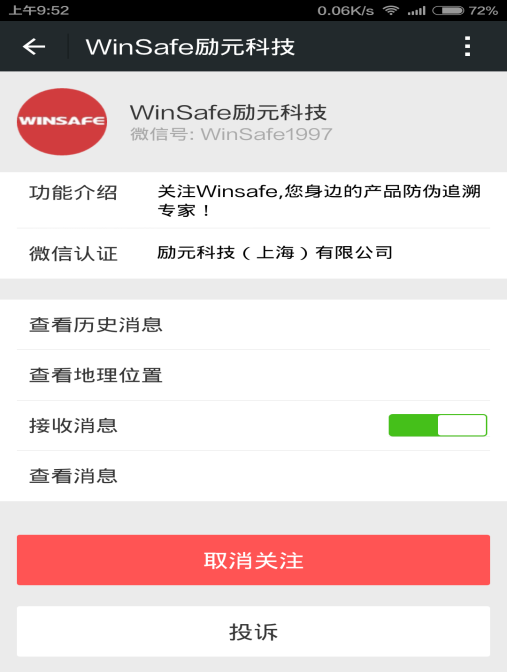 上午9:52 0.06K/s 72%
WinSafe励元科技
WINSAFE
WinSafe励元科技
微信号: WinSafe1997
功能介绍 关注Winsafe,您身边的产品防伪追溯
专家！
微信认证 励元科技（上海）有限公司
查看历史消息
查看地理位置
接收消息
查看消息
取消关注
投诉